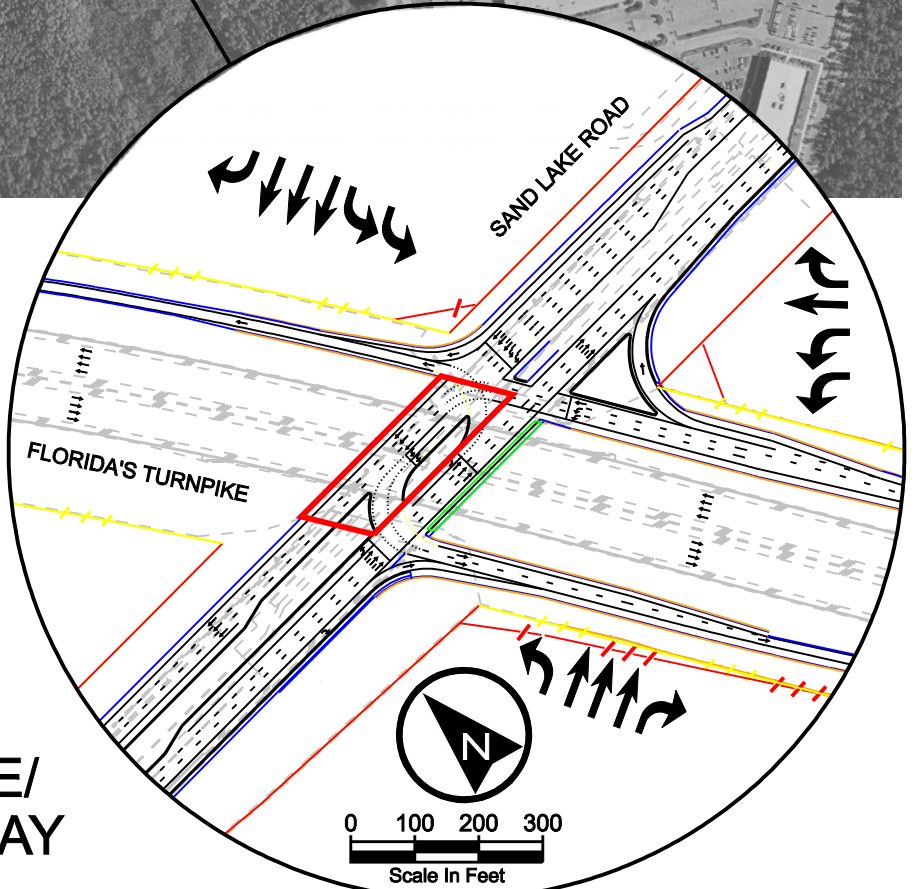 SAND LAKE ROAD
FLORIDA'S TURNPIKE
N
E/
AY
0 100 200 300
Scale In Feet